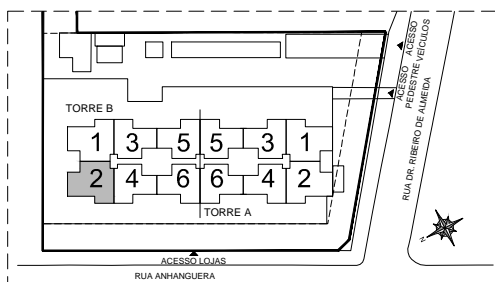 ACESSO
VEÍCULOS
ACESSO
PEDESTRE
RUA DR. RIBEIRO DE ALMEIDA
TORRE B
1 3 5 5 3 1
2 4 6 6 4 2
TORRE A
N
ACESSO LOJAS
RUA ANHANGUERA